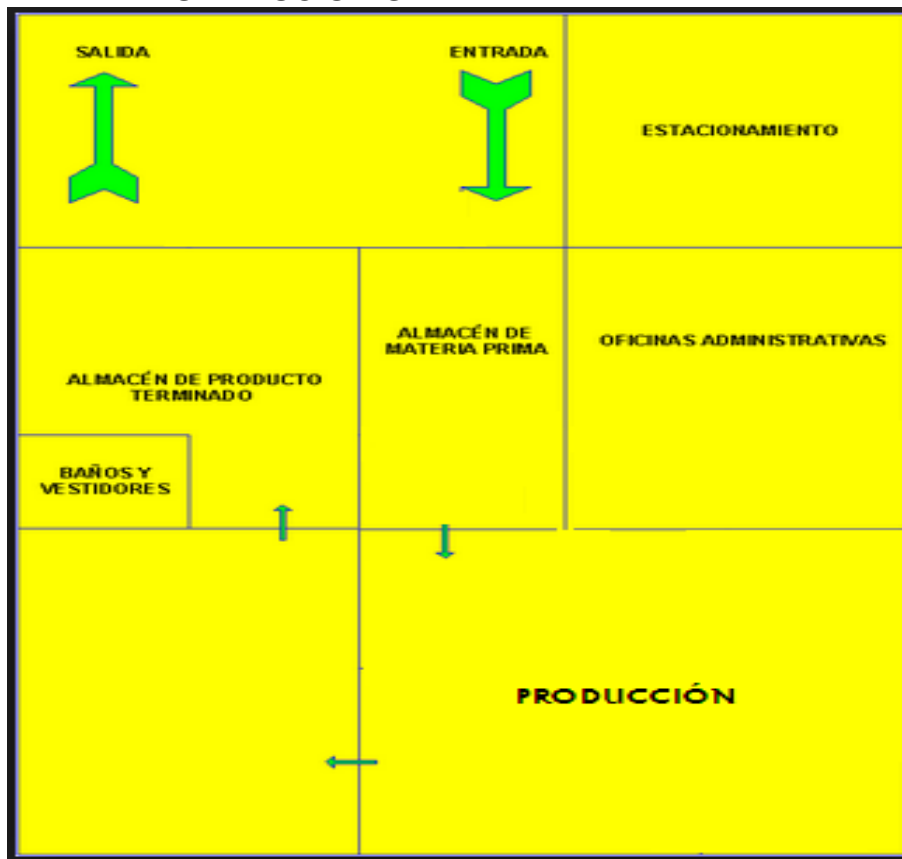 SALIDA
ENTRADA
ESTACIONAMIENTO
ALMACÉN DE
MATERIA PRIMA
OFICINAS ADMINISTRATIVAS
ALMACÉN DE PRODUCTO
TERMINADO
BAÑOS Y
VESTIDORES
PRODUCCIÓN